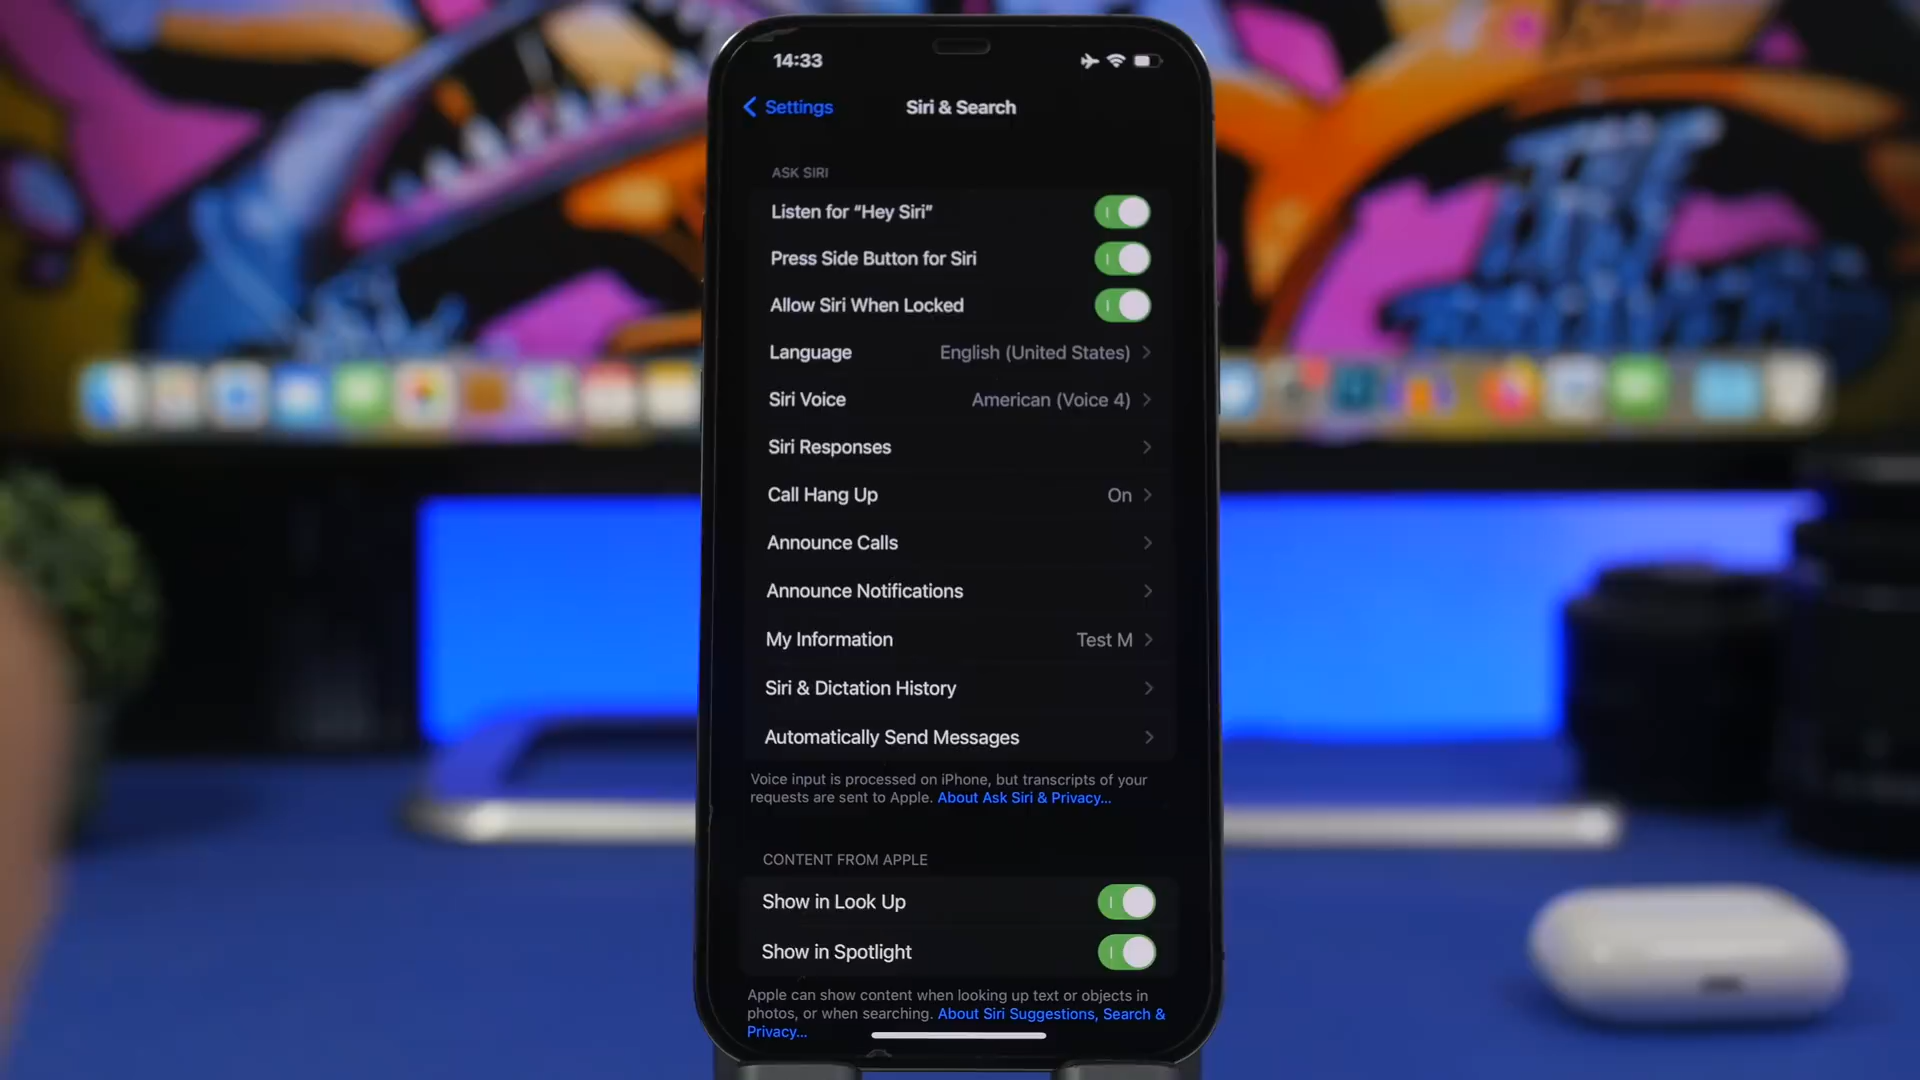 14:33
Settings
Siri & Search
ASK SIRI
Listen for “Hey Siri”
Press Side Button for Siri
Allow Siri When Locked
Language English (United States)
Siri Voice American (Voice 4)
Siri Responses
Call Hang Up On
Announce Calls
Announce Notifications
My Information Test M
Siri & Dictation History
Automatically Send Messages
Voice input is processed on iPhone, but transcripts of your
requests are sent to Apple. About Ask Siri & Privacy...
CONTENT FROM APPLE
Show in Look Up
Show in Spotlight
Apple can show content when looking up text or objects in
photos, or when searching. About Siri Suggestions, Search &
Privacy...